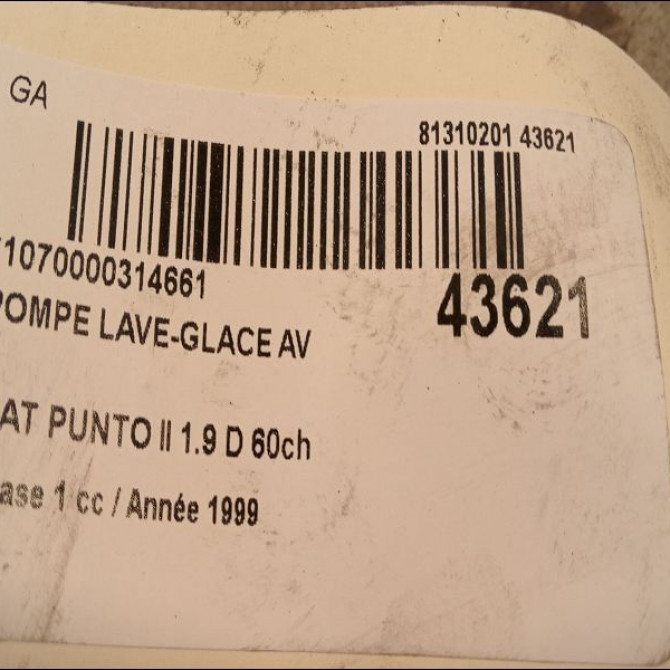 GA
81310201 43621
1070000314661
43621
POMPE LAVE-GLACE AV
AT PUNTO II 1.9 D 60ch
ase 1 cc / Année 1999